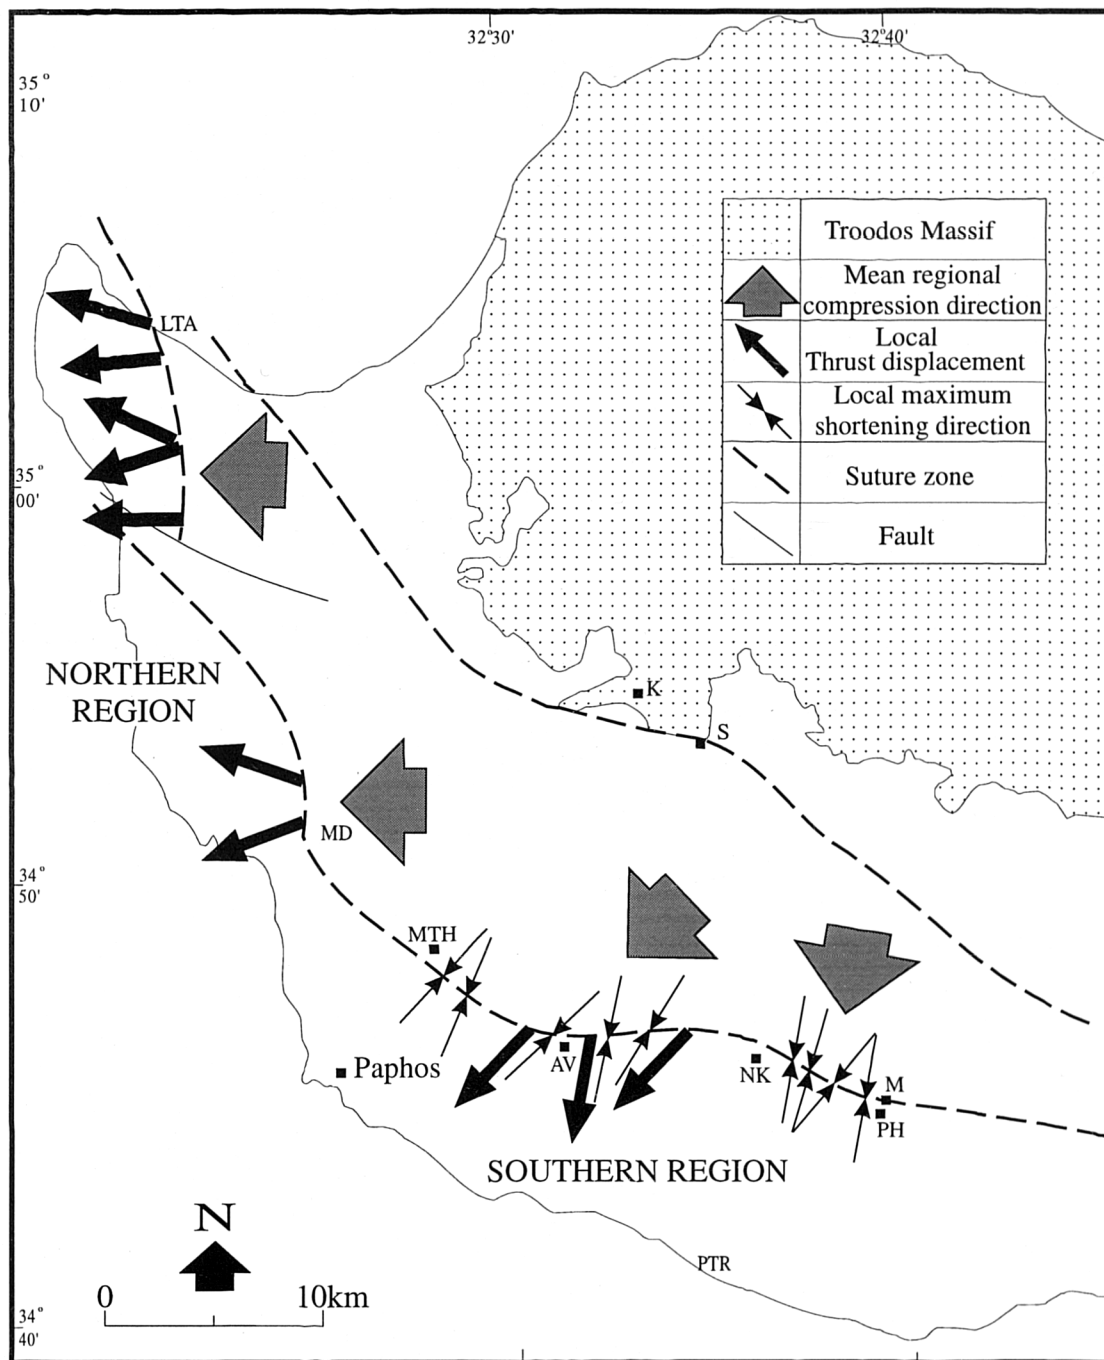 32°30'
32°40'
35°
10'
Troodos Massif
Mean regional
compression direction
Local
Thrust displacement
Local maximum
shortening direction
Suture zone
Fault
LTA
35°
00'
NORTHERN
REGION
K
S
MD
34°
50'
MTH
Paphos
AV
NK
M
PH
SOUTHERN REGION
N
PTR
0
10km
34°
40'